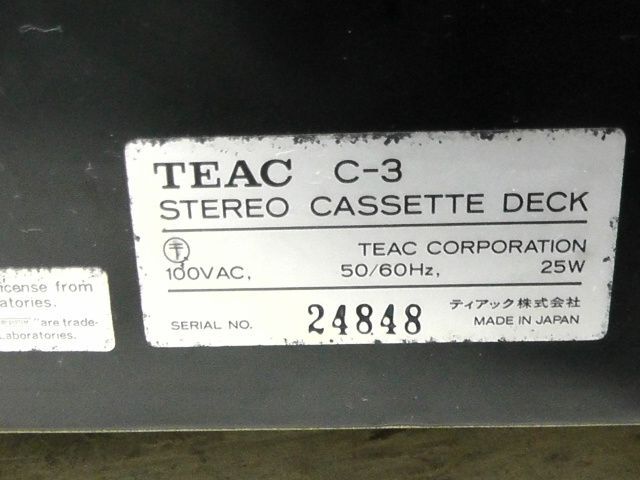 TEAC C-3
STEREO CASSETTE DECK
〒 TEAC CORPORATION
100VAC, 50/60Hz, 25W
SERIAL NO. 24848 ティアック株式会社
MADE IN JAPAN
icense from
atories.
" are trade-
aboratories.